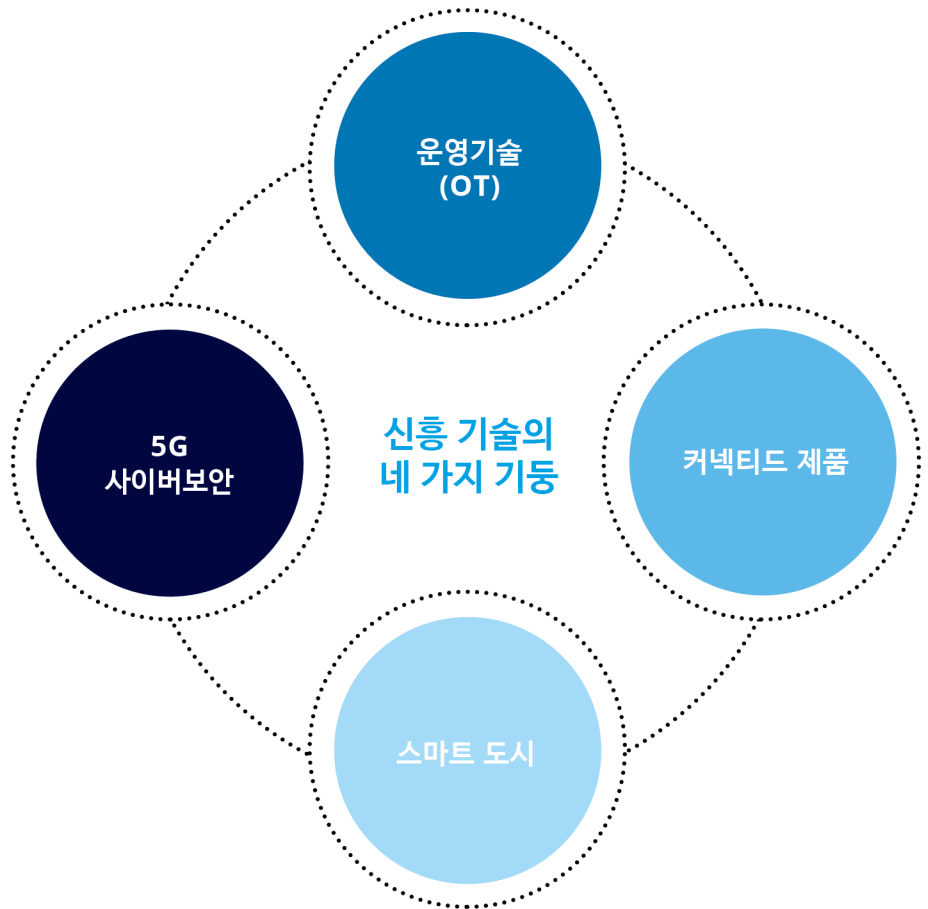 운영기술
(OT)
5G
사이버보안
신흥 기술의
네 가지 기둥
커넥티드 제품
스마트 도시